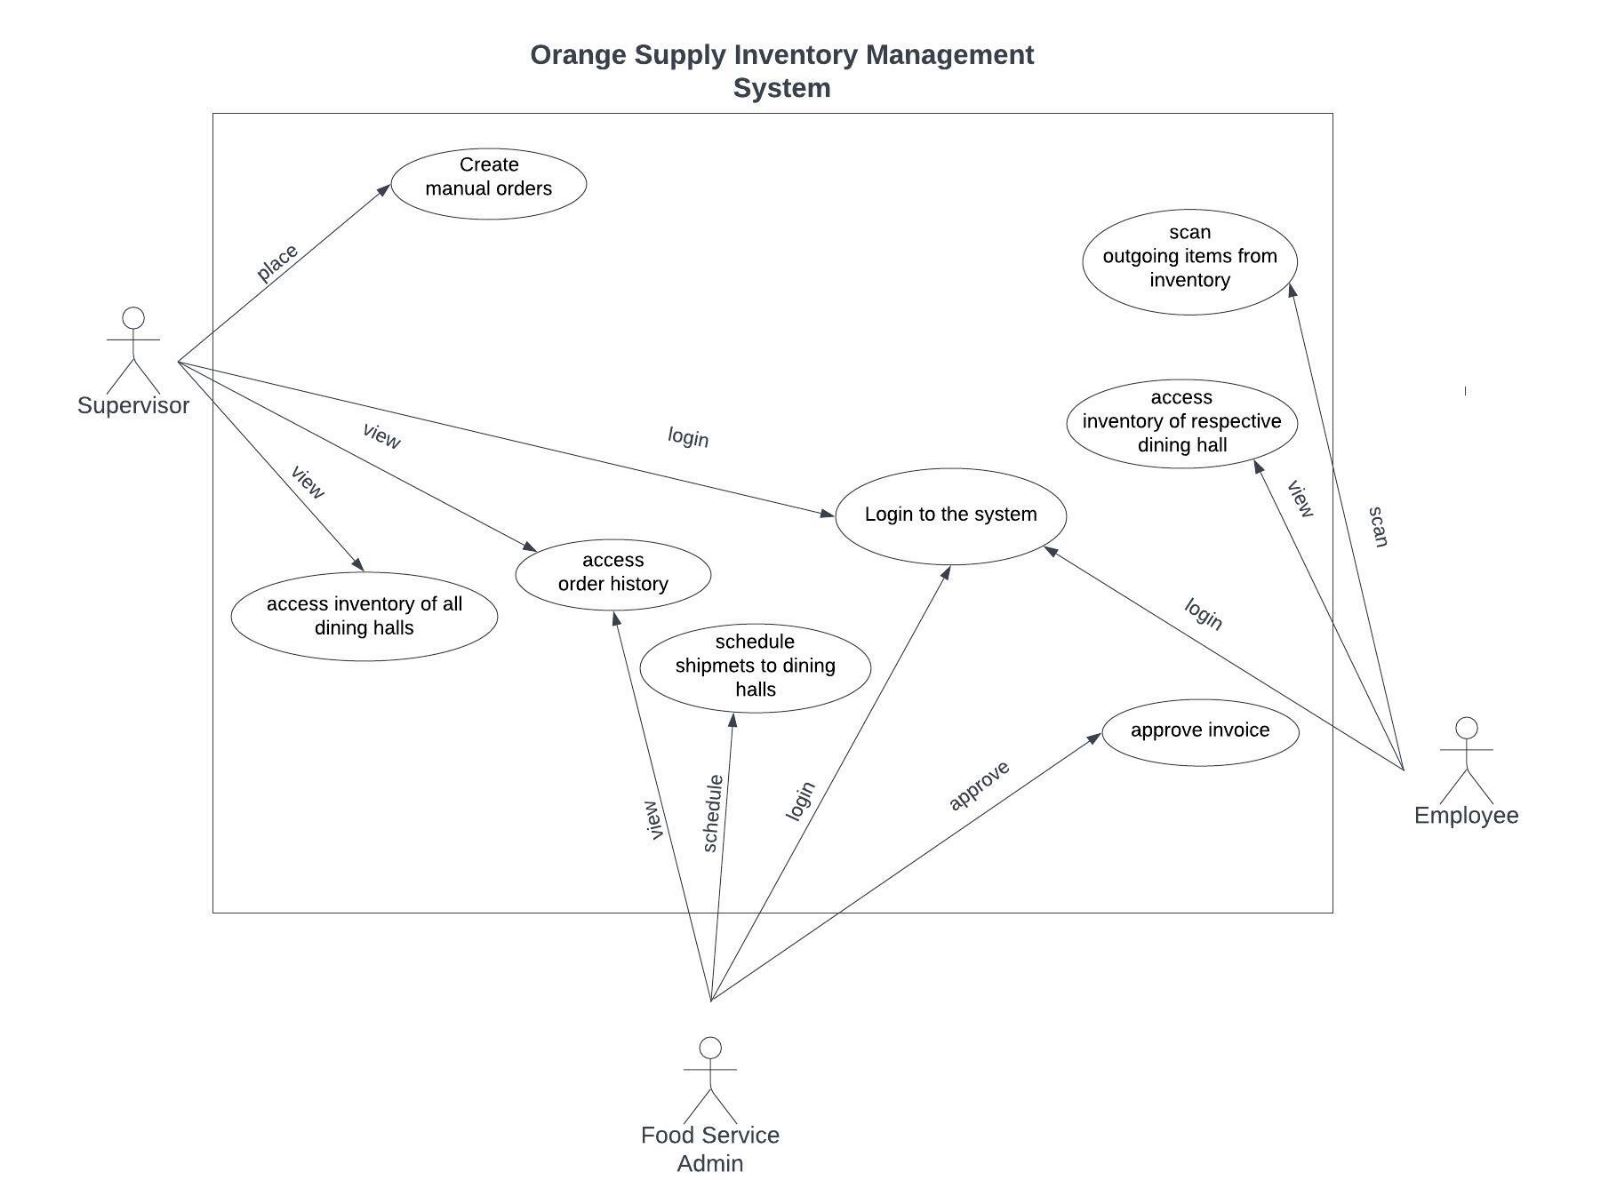 Orange Supply Inventory Management
System
Create
manual orders
place
scan
outgoing items from
inventory
Supervisor
access
inventory of respective
dining hall
view
login
view
view
scan
Login to the system
access
order history
access inventory of all
dining halls
login
schedule
shipmets to dining
halls
approve invoice
view
schedule
login
approve
Employee
Food Service
Admin